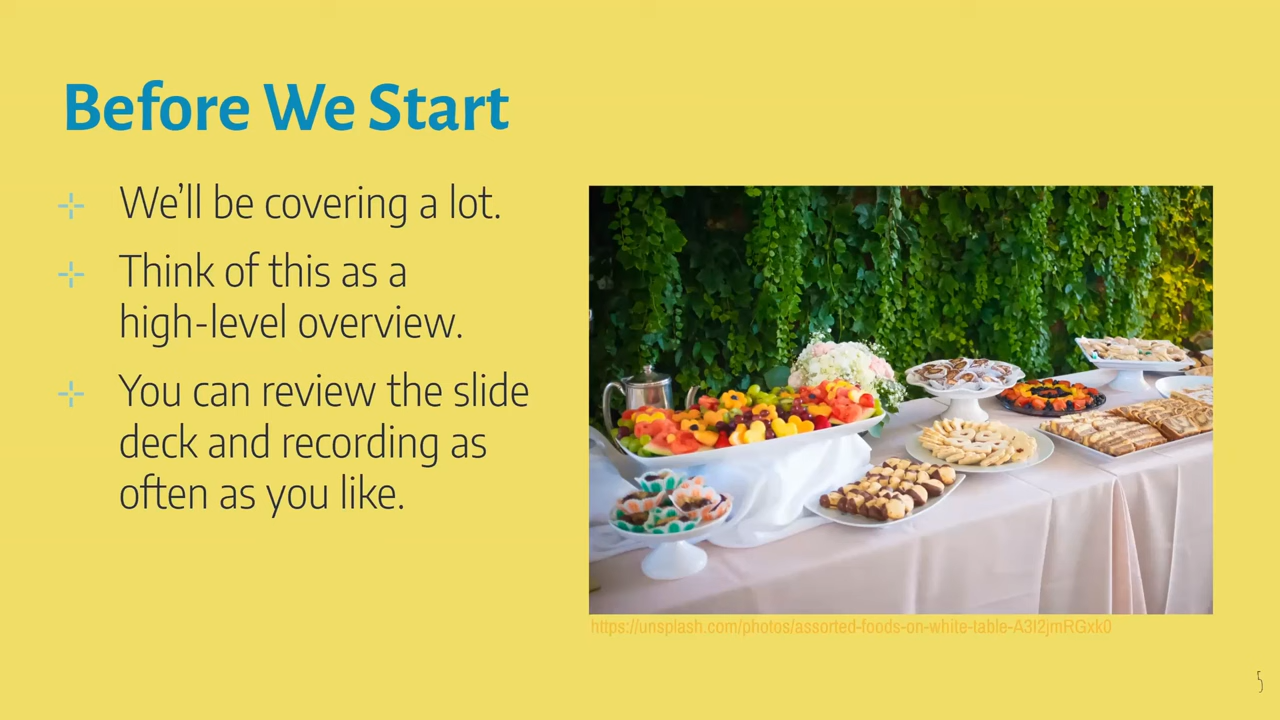 Before We Start
We’ll be covering a lot.
Think of this as a
high-level overview.
You can review the slide
deck and recording as
often as you like.
https://unsplash.com/photos/assorted-foods-on-white-table-A3I2jmRGxk0
5